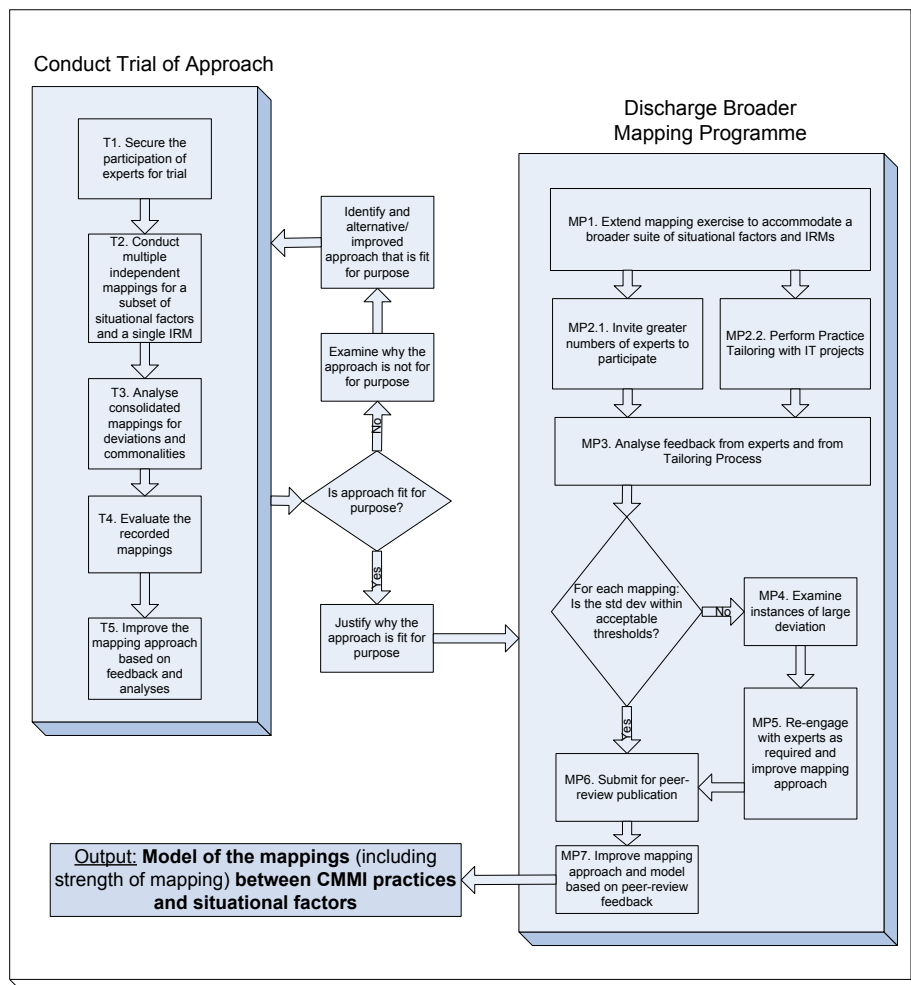 Conduct Trial of Approach
T1. Secure the
participation of
experts for trial
T2. Conduct
multiple
independent
mappings for
a subset of
situational factors
and a single IRM
T3. Analyse
consolidated
mappings for
deviations and
commonalities
T4. Evaluate the
recorded
mappings
T5. Improve the
mapping approach
based on
feedback and
analyses
Identify and
alternative/
improved
approach that is fit
for purpose
Examine why the
approach is not for
for purpose
No
Is approach fit for
purpose?
Yes
Justify why the
approach is fit for
purpose
Discharge Broader
Mapping Programme
MP1. Extend mapping exercise to accommodate a
broader suite of situational factors and IRMs
MP2.1. Invite greater
numbers of experts to
participate
MP2.2. Perform Practice
Tailoring with IT projects
MP3. Analyse feedback from experts and from
Tailoring Process
For each mapping:
Is the std dev within
acceptable
thresholds?
No
MP4. Examine
instances of large
deviation
MP5. Re-engage
with experts as
required and
improve mapping
approach
Yes
MP6. Submit for peer-
review publication
MP7. Improve mapping
approach and model
based on peer-review
feedback
Output: Model of the mappings (including
strength of mapping) between CMMI practices
and situational factors